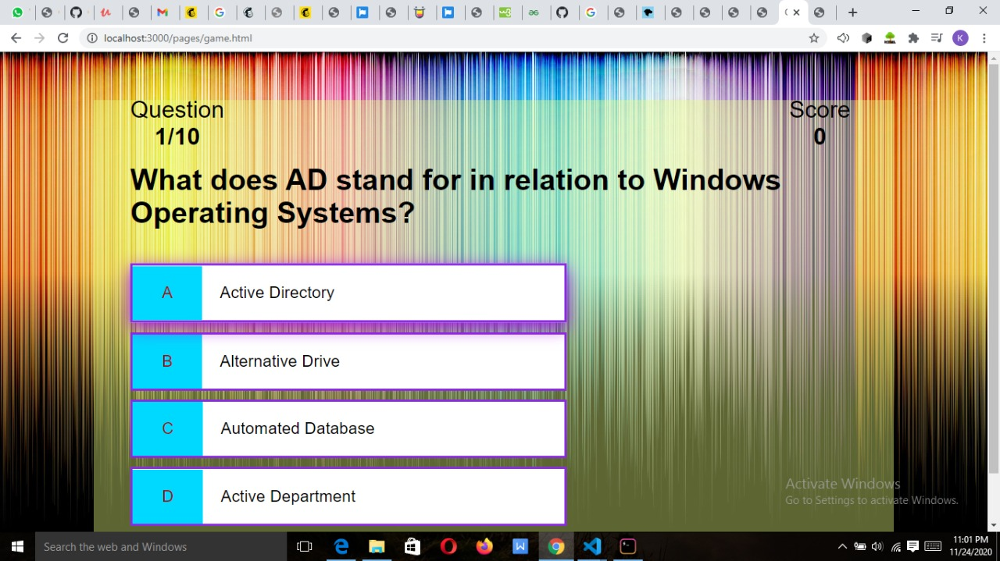 localhost:3000/pages/game.html
K
Question
1/10
Score
0
What does AD stand for in relation to Windows
Operating Systems?
A
Active Directory
B
Alternative Drive
C
Automated Database
D
Active Department
Activate Windows
Go to Settings to activate Windows.
Search the web and Windows
11:01 PM
11/24/2020